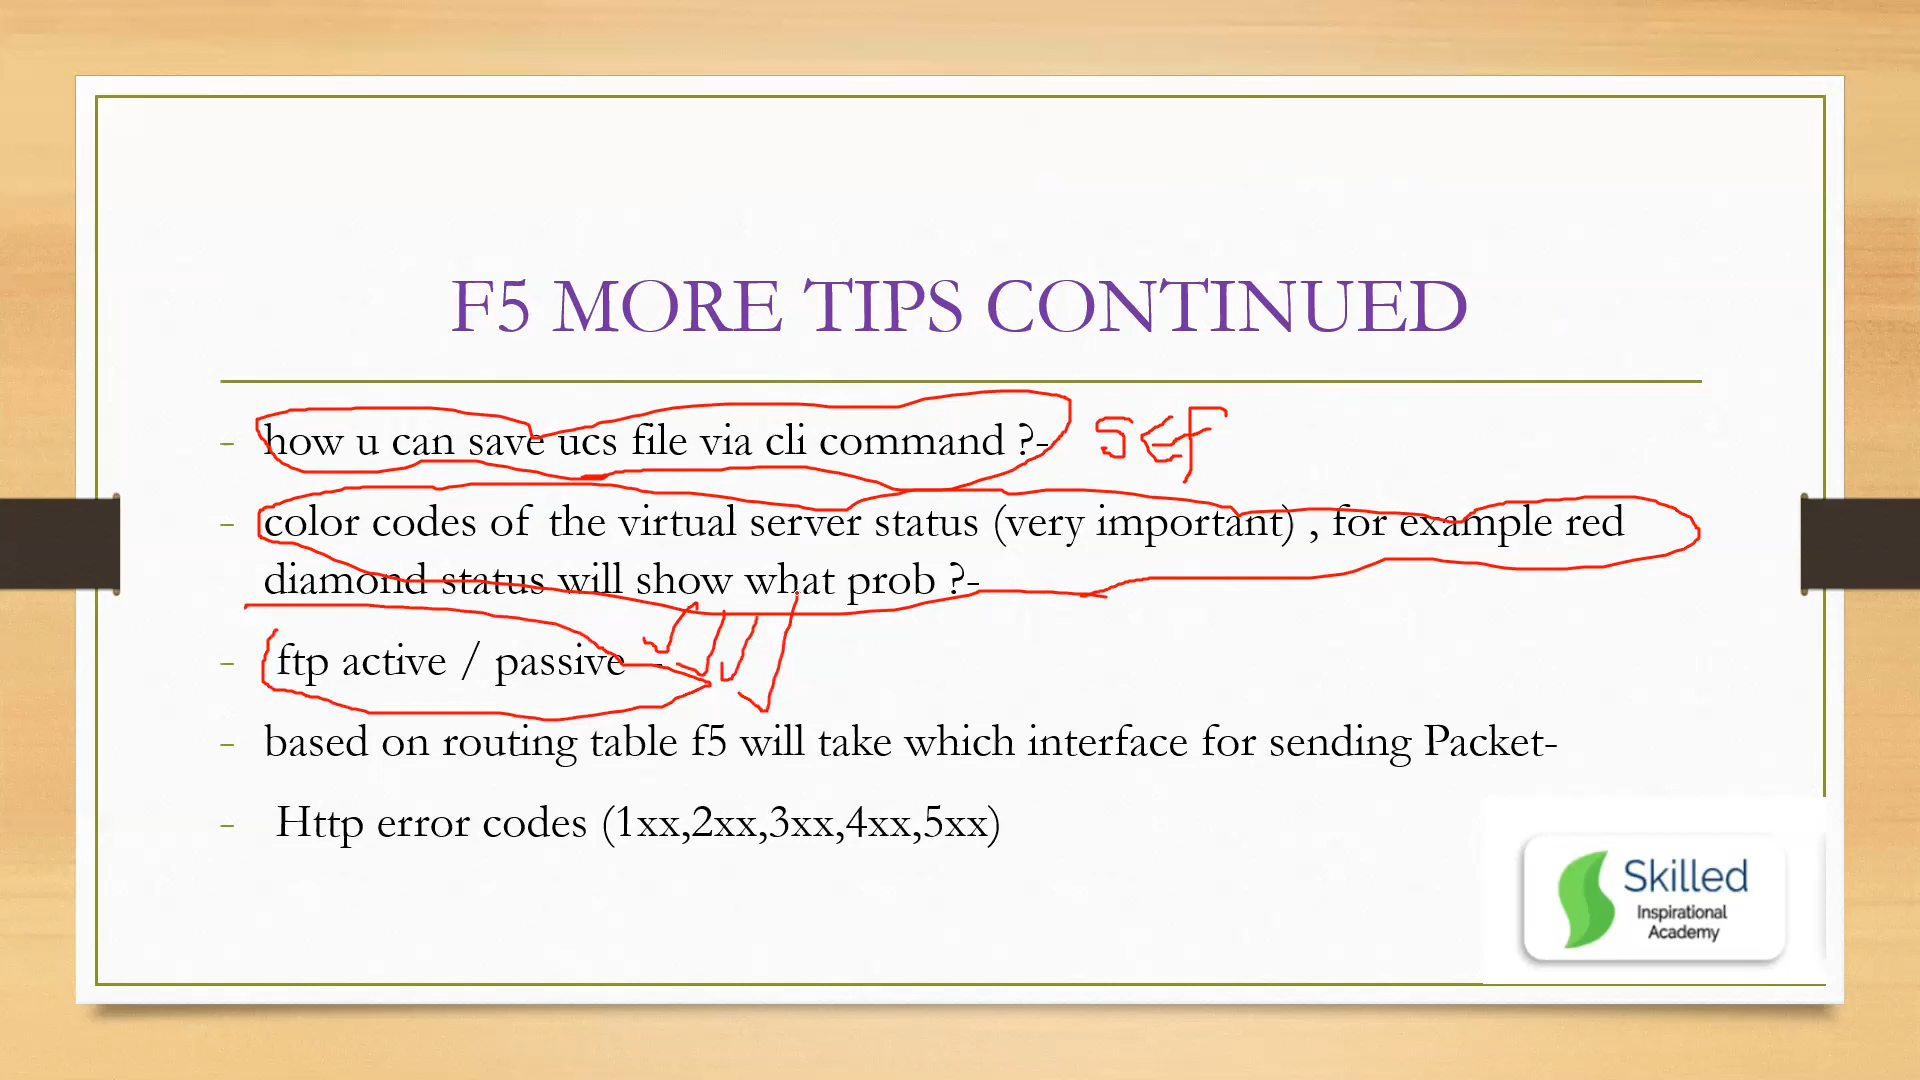 F5 MORE TIPS CONTINUED
- how u can save ucs file via cli command ?-
SCF
- color codes of the virtual server status (very important) , for example red
diamond status will show what prob ?-
- ftp active / passive –
- based on routing table f5 will take which interface for sending Packet-
- Http error codes (1xx,2xx,3xx,4xx,5xx)
Skilled
Inspirational
Academy